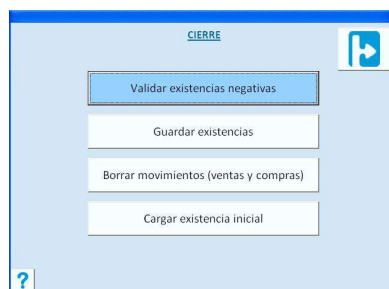 CIERRE
Validar existencias negativas
Guardar existencias
Borrar movimientos (ventas y compras)
Cargar existencia inicial
?